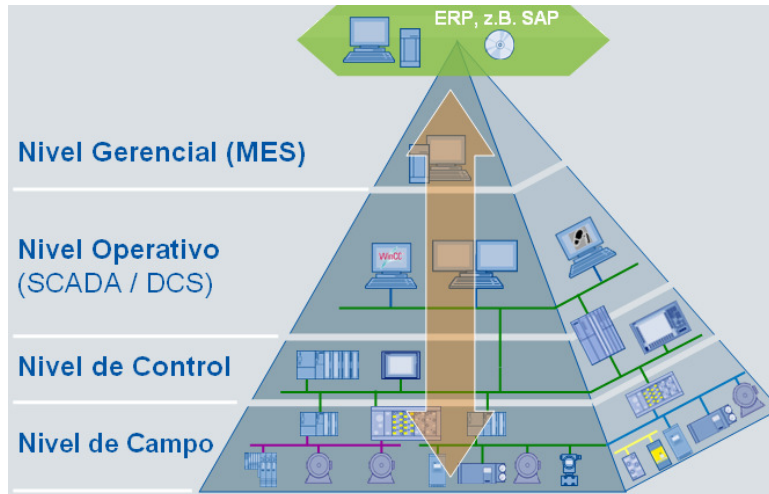 ERP, z.B. SAP
Nivel Gerencial (MES)
Nivel Operativo
(SCADA / DCS)
WinCC
Nivel de Control
Nivel de Campo